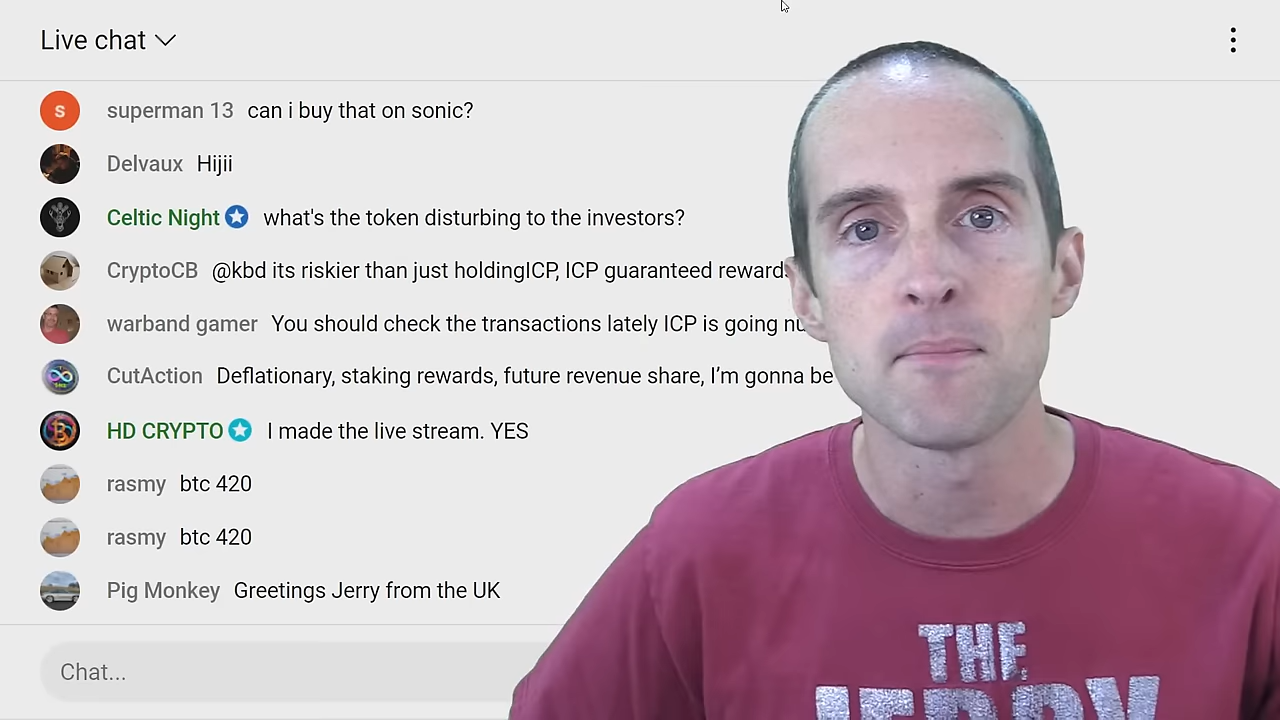 Live chat
S
superman 13 can i buy that on sonic?
Delvaux Hijii
Celtic Night what's the token disturbing to the investors?
CryptoCB @kbd its riskier than just holdingICP, ICP guaranteed rewards
warband gamer You should check the transactions lately ICP is going
CutAction Deflationary, staking rewards, future revenue share, I’m gonna be
HD CRYPTO I made the live stream. YES
rasmy btc 420
rasmy btc 420
Pig Monkey Greetings Jerry from the UK
Chat...
THE
JERRY